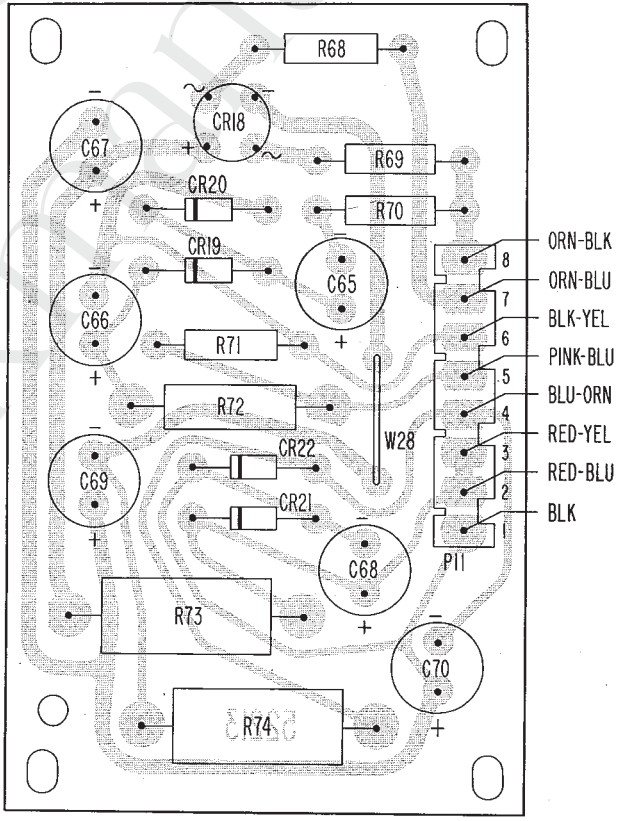 R68
CR18
C67
R69
CR20
R70
ORN-BLK
8
CR19
C65
ORN-BLU
7
C66
BLK-YEL
6
R71
PINK-BLU
5
R72
BLU-ORN
4
W28
CR22
RED-YEL
3
C69
RED-BLU
2
CR21
BLK
1
P11
C68
R73
C70
R74